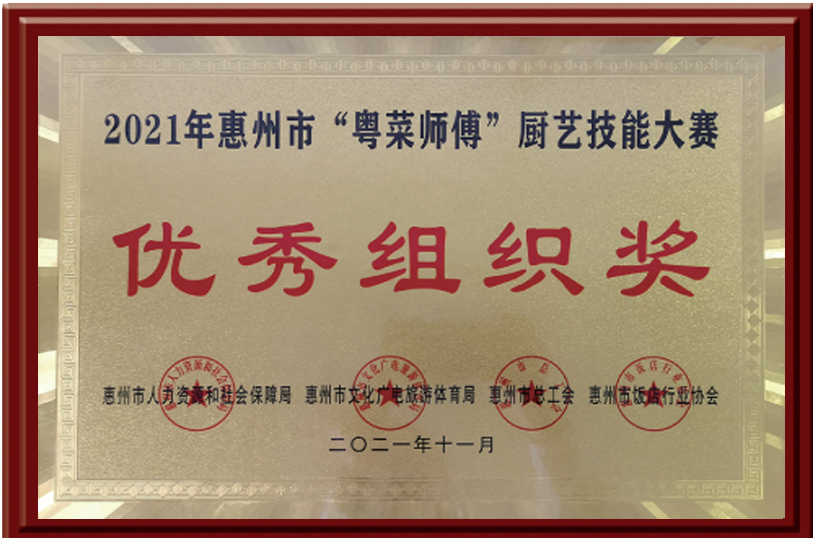 2021年惠州市“粤菜师傅”厨艺技能大赛
优秀组织奖
惠州市人力资源和社会保障局 惠州市文化广电旅游体育局 惠州市总工会 惠州市饭店行业协会
二〇二一年十一月